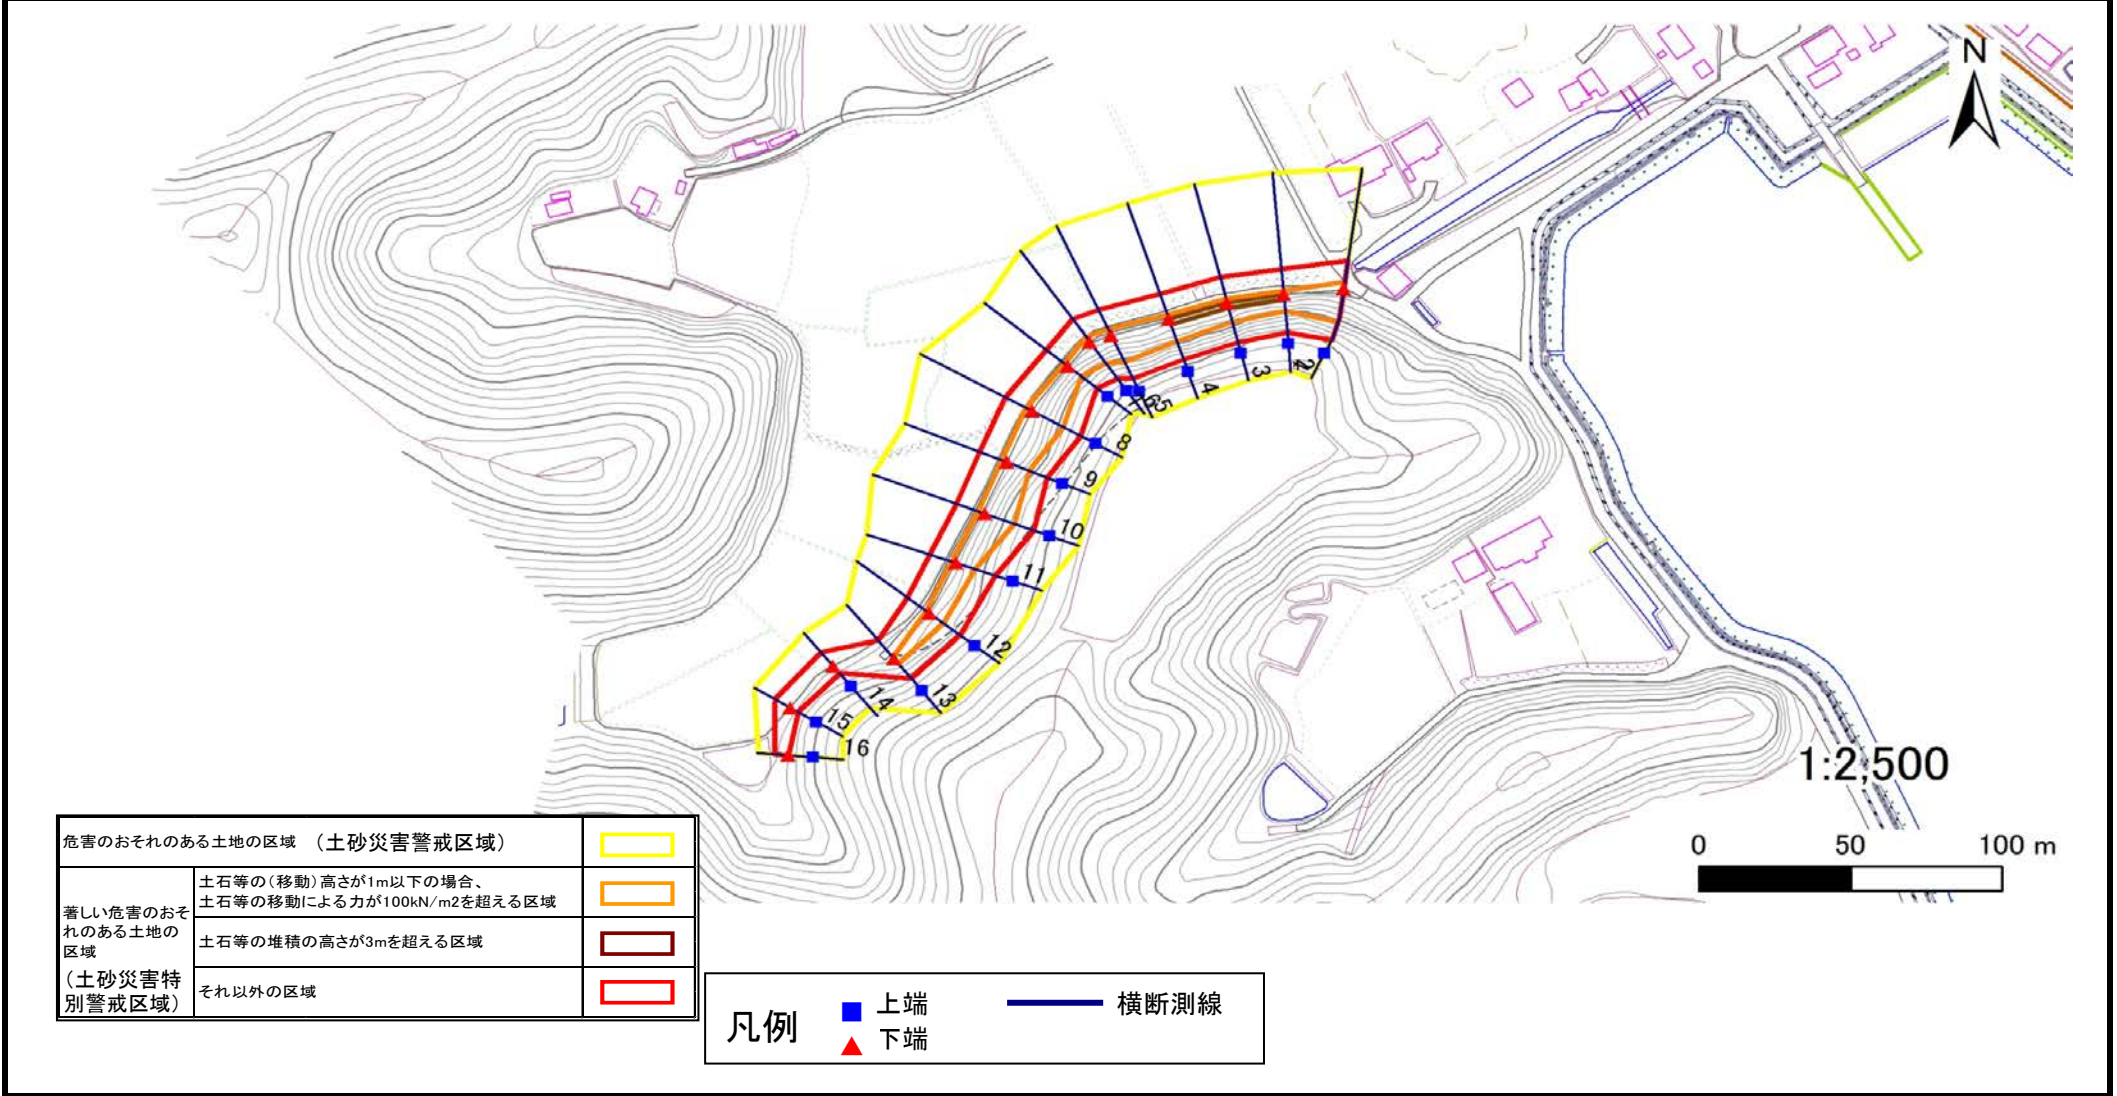 N
2
3
4
5
6
8
9
10
11
12
13
14
15
16
1:2,500
0 50 100 m
危害のおそれのある土地の区域 （土砂災害警戒区域）
著しい危害のおそ
れのある土地の
区域
（土砂災害特
別警戒区域）
土石等の（移動）高さが1m以下の場合、
土石等の移動による力が100kN/m2を超える区域
土石等の堆積の高さが3mを超える区域
それ以外の区域
凡例
上端
下端
横断測線